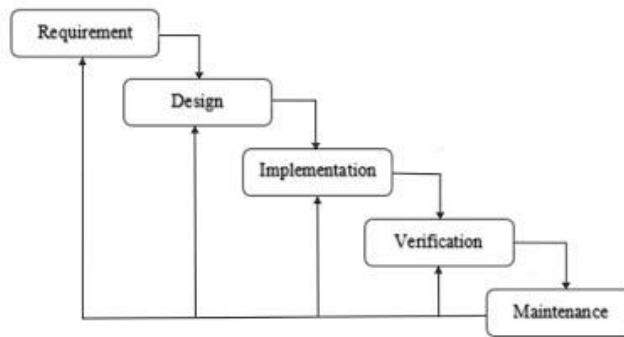 Requirement
Design
Implementation
Verification
Maintenance